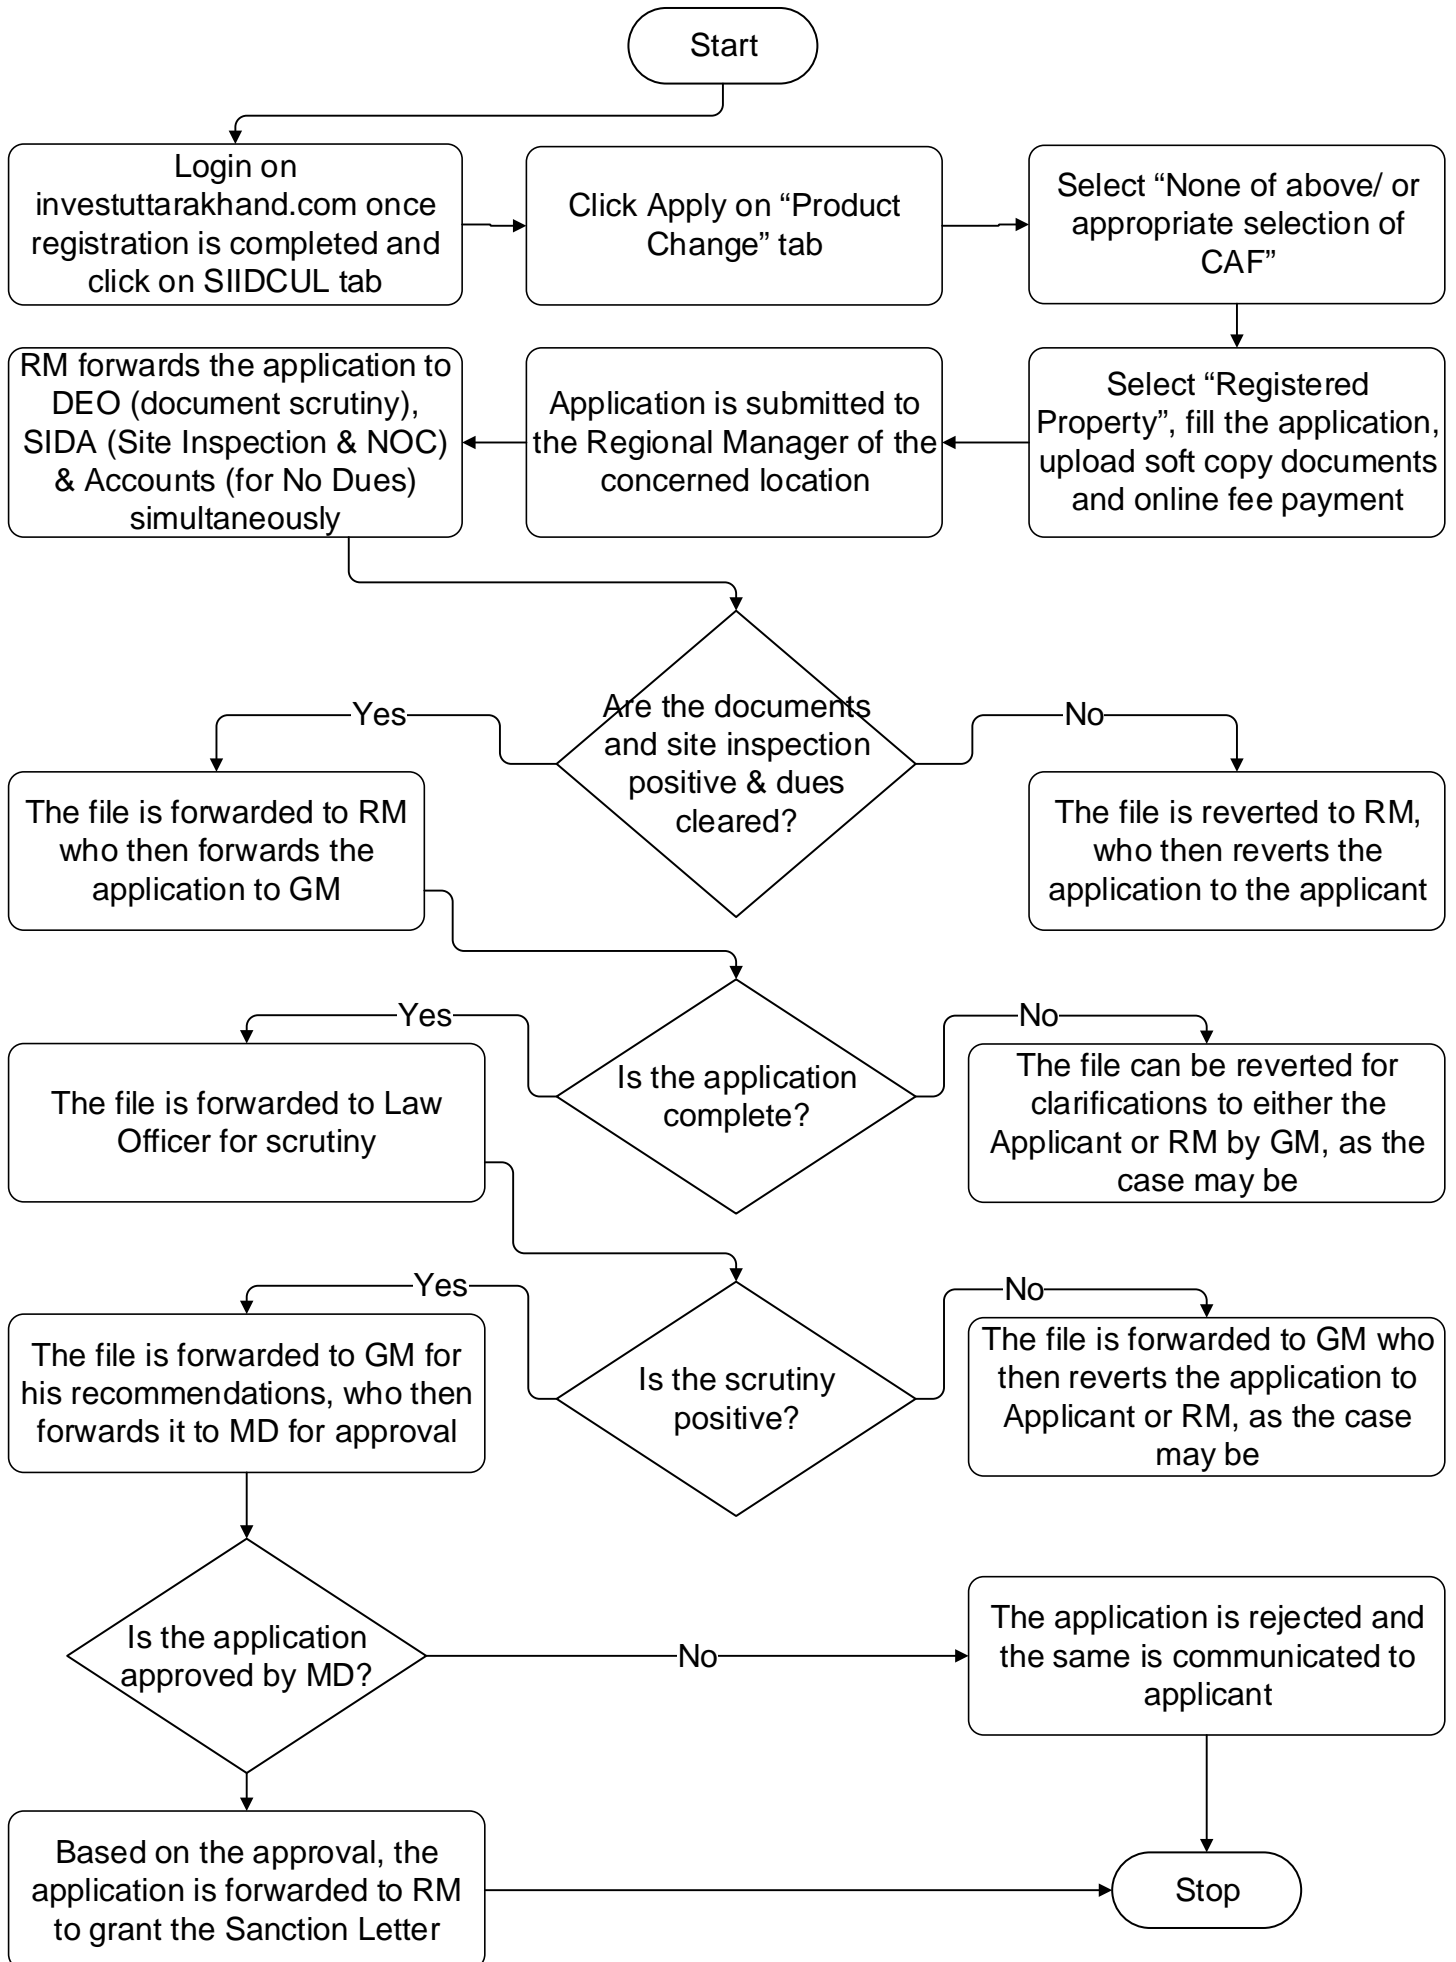 Start
Login on
investuttarakhand.com once
registration is completed and
click on SIIDCUL tab
Click Apply on “Product
Change” tab
Select “None of above/ or
appropriate selection of
CAF”
Select “Registered
Property”, fill the application,
upload soft copy documents
and online fee payment
Application is submitted to
the Regional Manager of the
concerned location
RM forwards the application to
DEO (document scrutiny),
SIDA (Site Inspection & NOC)
& Accounts (for No Dues)
simultaneously
Are the documents
and site inspection
positive & dues
cleared?
Yes
No
The file is forwarded to RM
who then forwards the
application to GM
The file is reverted to RM,
who then reverts the
application to the applicant
Is the application
complete?
Yes
No
The file is forwarded to Law
Officer for scrutiny
The file can be reverted for
clarifications to either the
Applicant or RM by GM, as the
case may be
Is the scrutiny
positive?
Yes
No
The file is forwarded to GM for
his recommendations, who then
forwards it to MD for approval
The file is forwarded to GM who
then reverts the application to
Applicant or RM, as the case
may be
Is the application
approved by MD?
No
The application is rejected and
the same is communicated to
applicant
Based on the approval, the
application is forwarded to RM
to grant the Sanction Letter
Stop